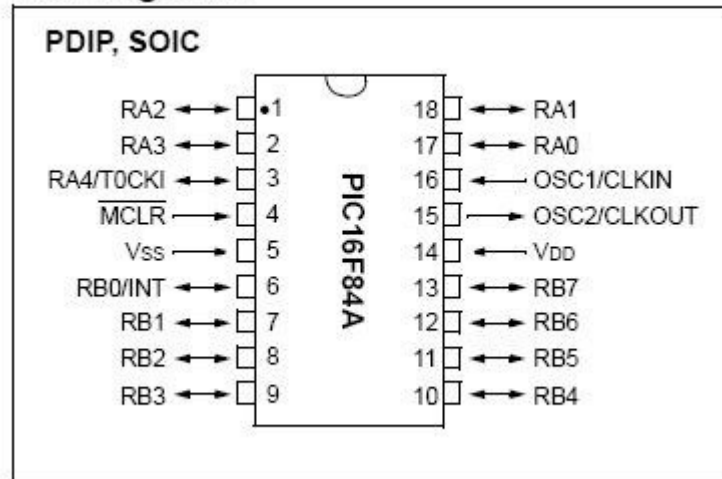 PDIP, SOIC
RA2 •1 18 RA1
RA3 2 17 RA0
RA4/T0CKI 3 16 OSC1/CLKIN
MCLR 4 15 OSC2/CLKOUT
Vss 5 14 VDD
RB0/INT 6 13 RB7
RB1 7 12 RB6
RB2 8 11 RB5
RB3 9 10 RB4
PIC16F84A